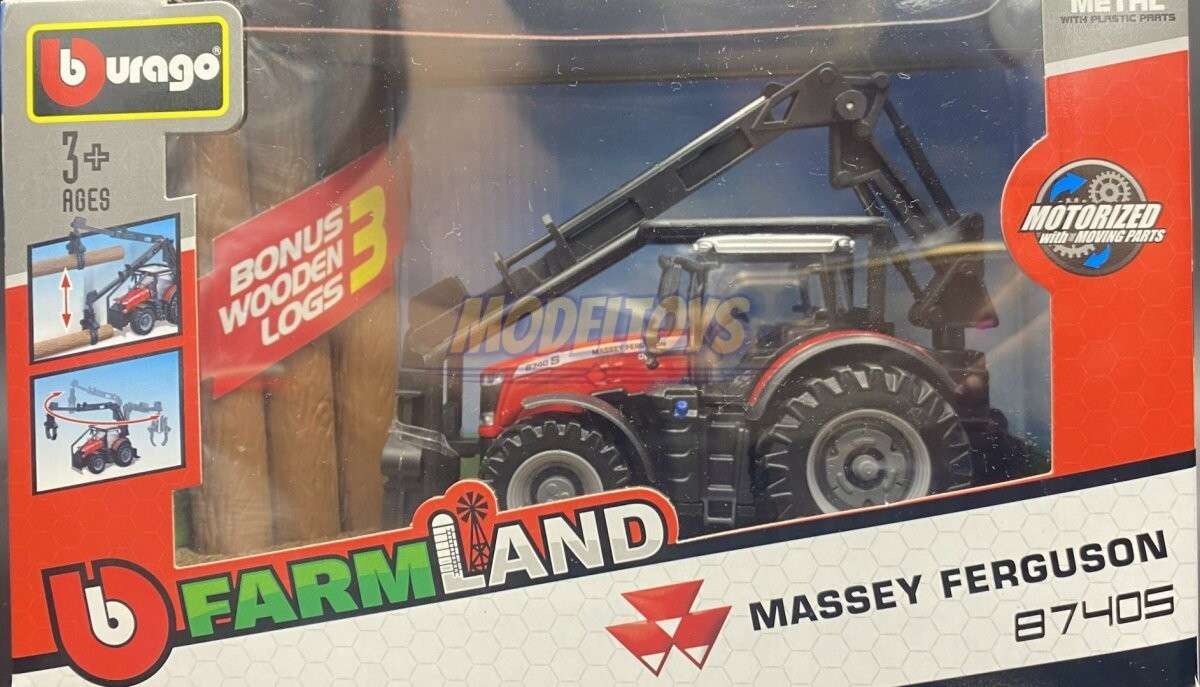 burago®
3+
AGES
BONUS
WOODEN
LOGS
3
METAL
WITH PLASTIC PARTS
MOTORIZED
with MOVING PARTS
MODELTOYS
8740 S
MASSEY FERGUSON
b FARMLAND
MASSEY FERGUSON
8740S